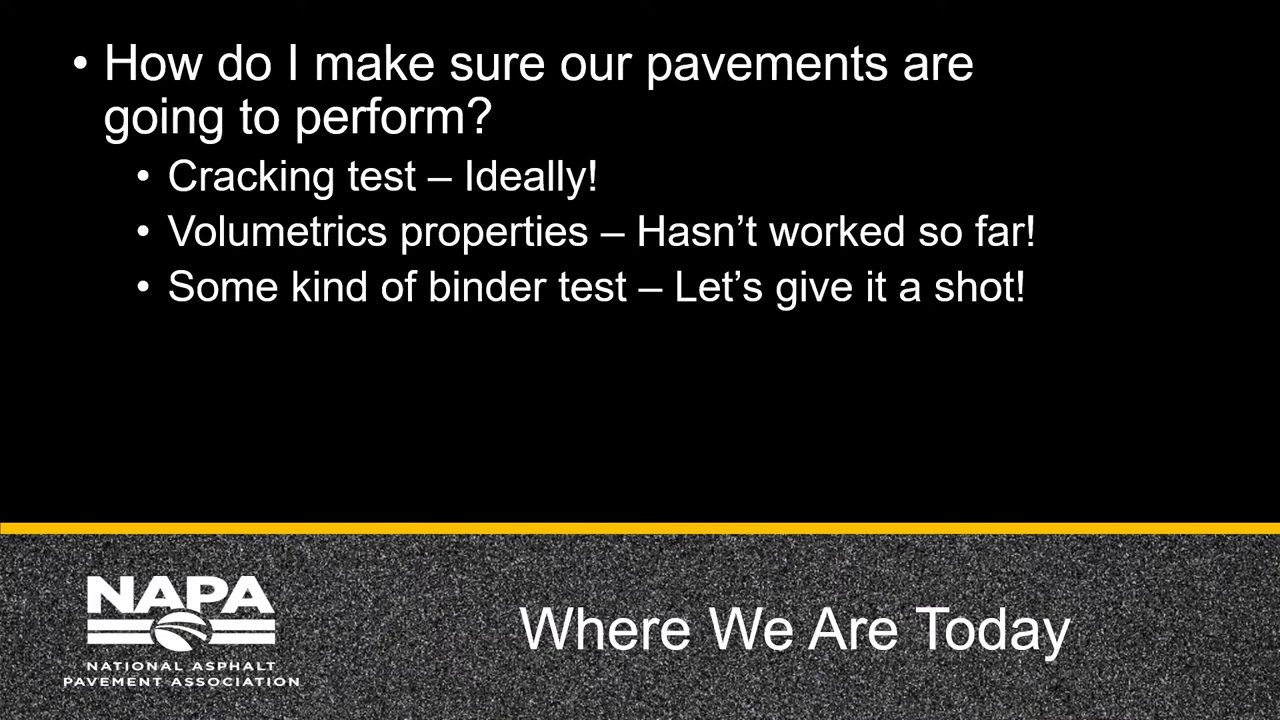 • How do I make sure our pavements are
going to perform?
• Cracking test – Ideally!
• Volumetrics properties – Hasn’t worked so far!
• Some kind of binder test – Let’s give it a shot!
NAPA
NATIONAL ASPHALT
PAVEMENT ASSOCIATION
Where We Are Today